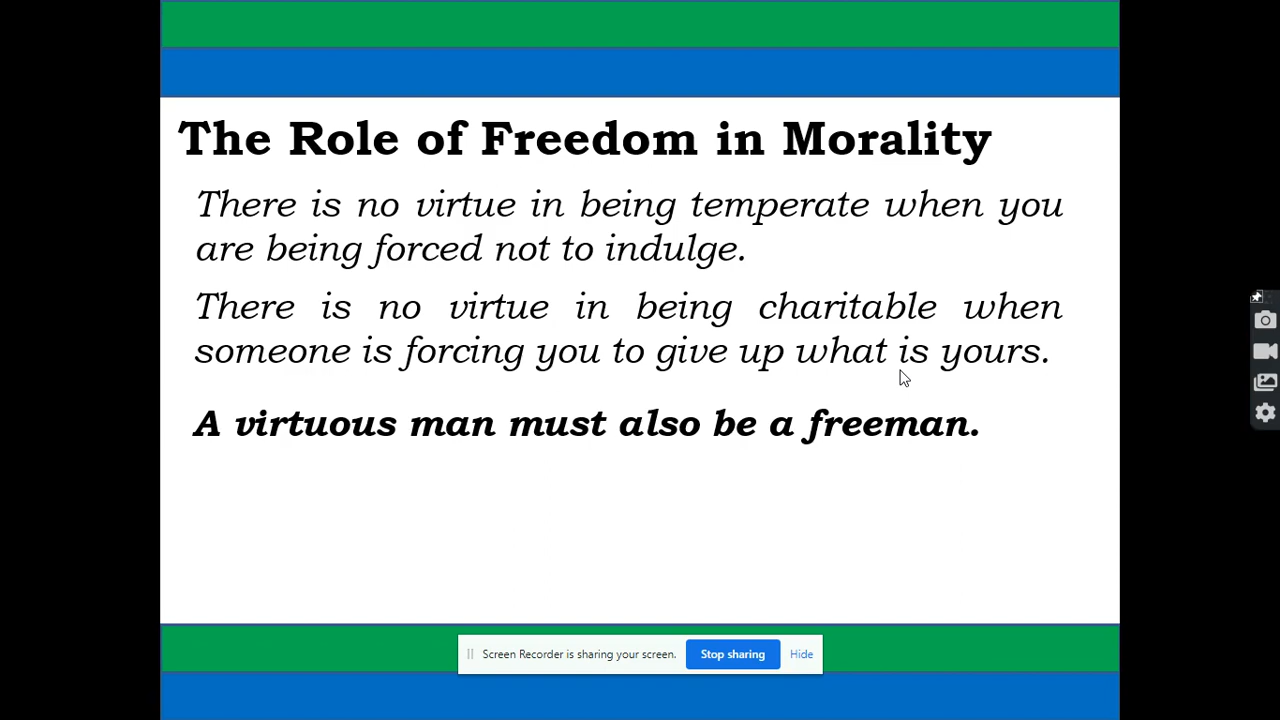 The Role of Freedom in Morality
There is no virtue in being temperate when you
are being forced not to indulge.
There is no virtue in being charitable when
someone is forcing you to give up what is yours.
A virtuous man must also be a freeman.
Screen Recorder is sharing your screen. Stop sharing Hide